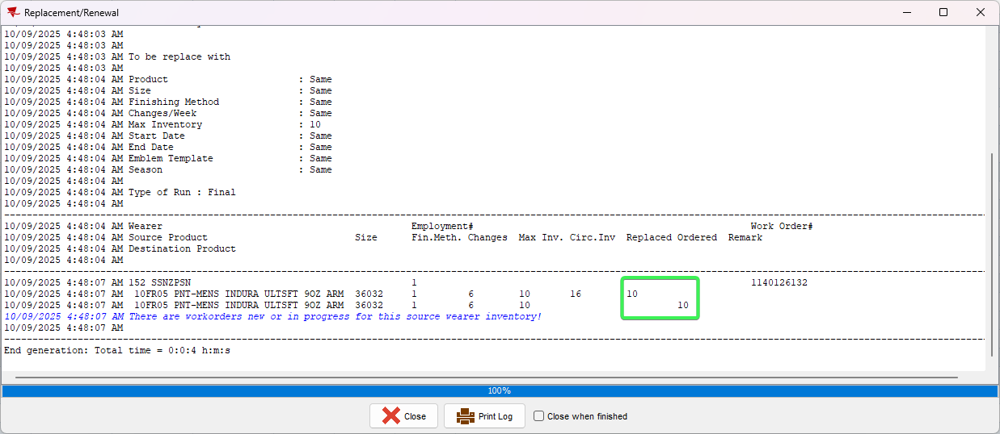 Replacement/Renewal
10/09/2025 4:48:03 AM
10/09/2025 4:48:03 AM
10/09/2025 4:48:03 AM To be replace with
10/09/2025 4:48:03 AM
10/09/2025 4:48:04 AM Product : Same
10/09/2025 4:48:04 AM Size : Same
10/09/2025 4:48:04 AM Finishing Method : Same
10/09/2025 4:48:04 AM Changes/Week : Same
10/09/2025 4:48:04 AM Max Inventory : 10
10/09/2025 4:48:04 AM Start Date : Same
10/09/2025 4:48:04 AM End Date : Same
10/09/2025 4:48:04 AM Emblem Template : Same
10/09/2025 4:48:04 AM Season : Same
10/09/2025 4:48:04 AM
10/09/2025 4:48:04 AM Type of Run : Final
10/09/2025 4:48:04 AM
10/09/2025 4:48:04 AM Wearer Employment# Work Order#
10/09/2025 4:48:04 AM Source Product Size Fin.Meth. Changes Max Inv. Circ.Inv Replaced Ordered Remark
10/09/2025 4:48:04 AM Destination Product
10/09/2025 4:48:04 AM
10/09/2025 4:48:07 AM 152 SSNZPSN 1 1140126132
10/09/2025 4:48:07 AM 10FR05 PNT-MENS INDURA ULTSFT 9OZ ARM 36032 1 6 10 16 10
10/09/2025 4:48:07 AM 10FR05 PNT-MENS INDURA ULTSFT 9OZ ARM 36032 1 6 10 10
10/09/2025 4:48:07 AM There are workorders new or in progress for this source wearer inventory!
10/09/2025 4:48:07 AM
End generation: Total time = 0:0:4 h:m:s
100%
Close Print Log Close when finished